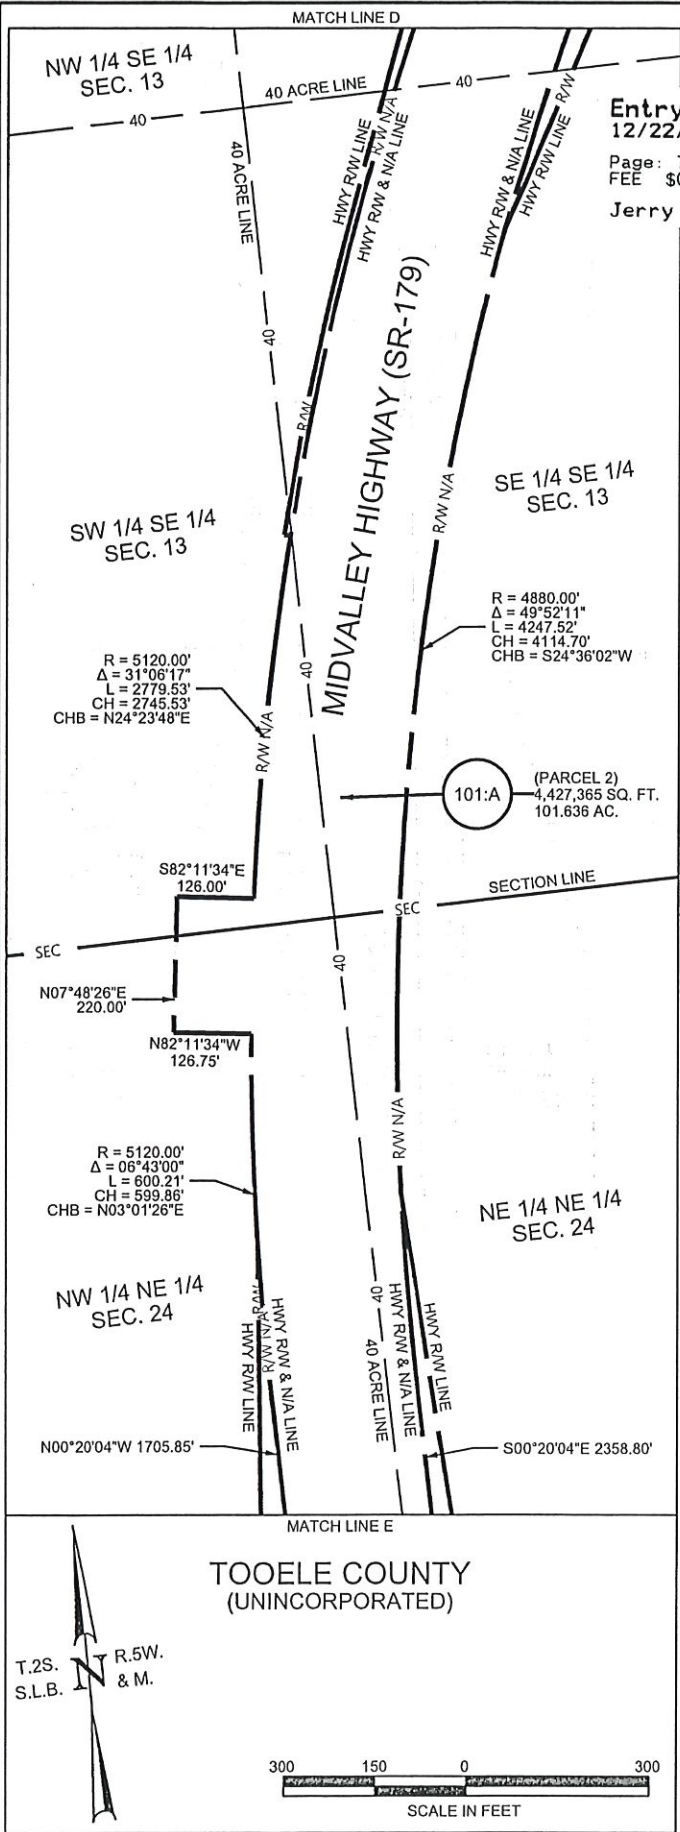 MATCH LINE D
NW 1/4 SE 1/4
SEC. 13
40 ACRE LINE
40
40
40 ACRE LINE
Entry
12/22/
Page:
FEE
Jerry
HWY R/W LINE
R/W N/A
HWY R/W & N/A LINE
HWY R/W & N/A LINE
HWY R/W LINE
R/W
40
R/W
MIDVALLEY HIGHWAY (SR-179)
R/W N/A
SE 1/4 SE 1/4
SEC. 13
SW 1/4 SE 1/4
SEC. 13
R = 4880.00'
Δ = 49°52'11"
L = 4247.52'
CH = 4114.70'
CHB = S24°36'02"W
R = 5120.00'
Δ = 31°06'17"
L = 2779.53'
CH = 2745.53'
CHB = N24°23'48"E
40
R/W N/A
101:A
(PARCEL 2)
4,427,365 SQ. FT.
101.636 AC.
S82°11'34"E
126.00'
SECTION LINE
SEC
SEC
40
N07°48'26"E
220.00'
N82°11'34"W
126.75'
R/W N/A
R = 5120.00'
Δ = 06°43'00"
L = 600.21'
CH = 599.86'
CHB = N03°01'26"E
NE 1/4 NE 1/4
SEC. 24
NW 1/4 NE 1/4
SEC. 24
R/W
HWY R/W LINE
R/W N/A
HWY R/W & N/A LINE
40
40 ACRE LINE
HWY R/W & N/A LINE
HWY R/W LINE
N00°20'04"W 1705.85'
S00°20'04"E 2358.80'
MATCH LINE E
TOOELE COUNTY
(UNINCORPORATED)
T.2S. R.5W.
S.L.B. & M.
N
300 150 0 300
SCALE IN FEET